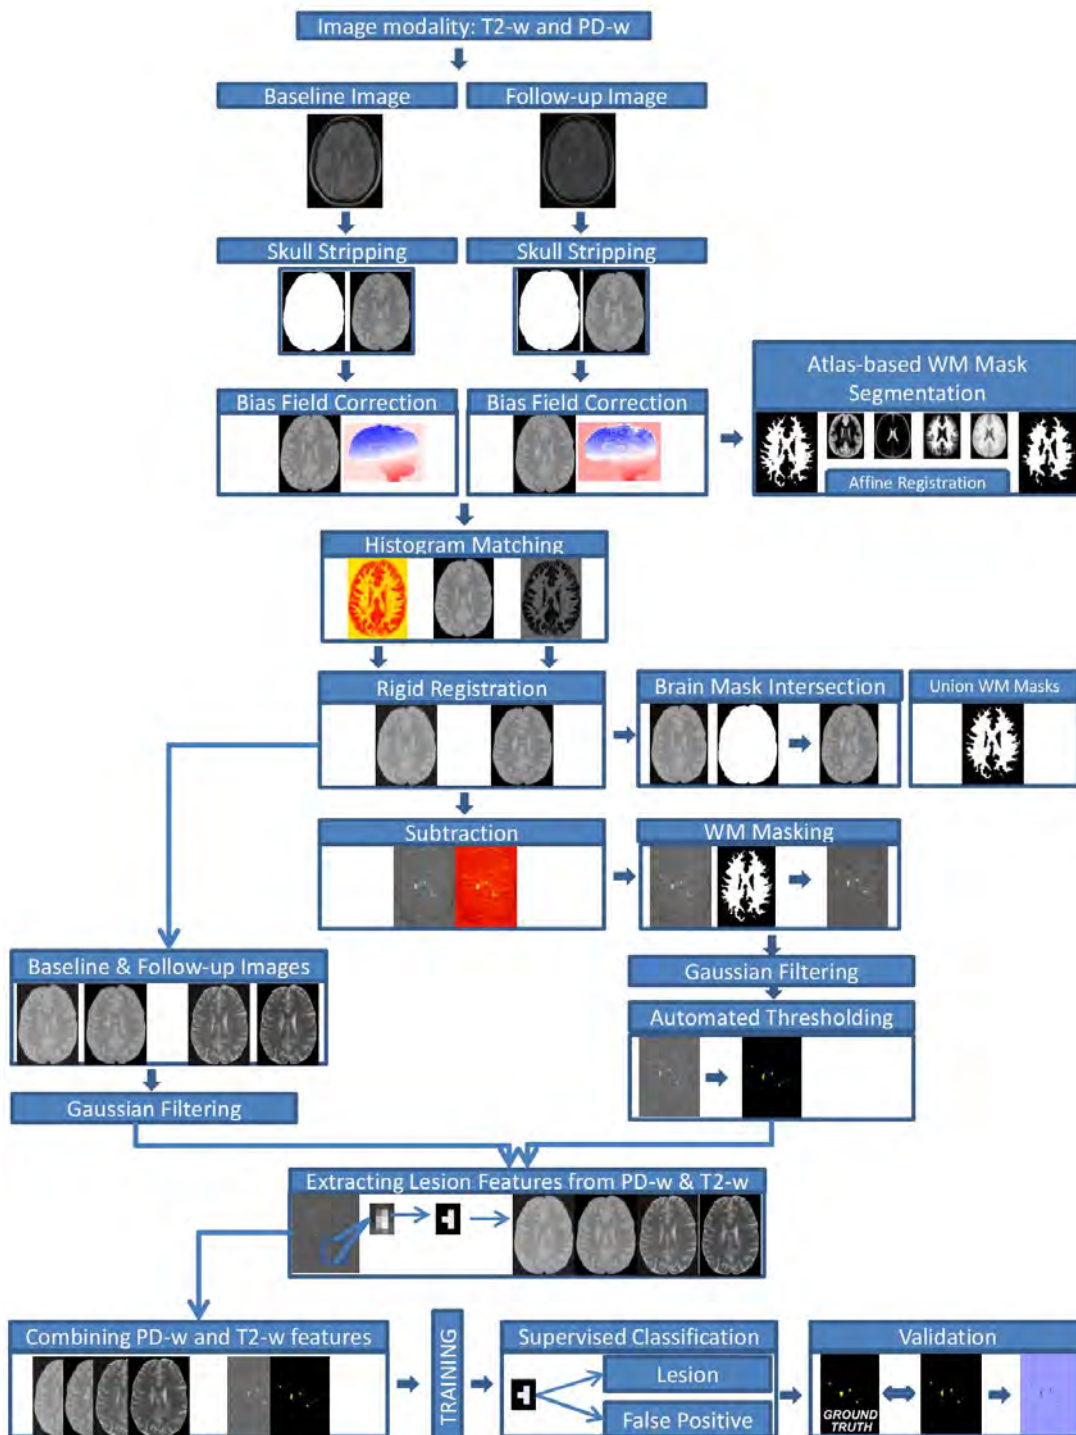 Image modality: T2-w and PD-w
Baseline Image
Follow-up Image
Skull Stripping
Skull Stripping
Bias Field Correction
Bias Field Correction
Atlas-based WM Mask
Segmentation
Affine Registration
Histogram Matching
Rigid Registration
Brain Mask Intersection
Union WM Masks
Subtraction
WM Masking
Baseline & Follow-up Images
Gaussian Filtering
Automated Thresholding
Gaussian Filtering
Extracting Lesion Features from PD-w & T2-w
Combining PD-w and T2-w features
TRAINING
Supervised Classification
Lesion
False Positive
Validation
GROUND
TRUTH